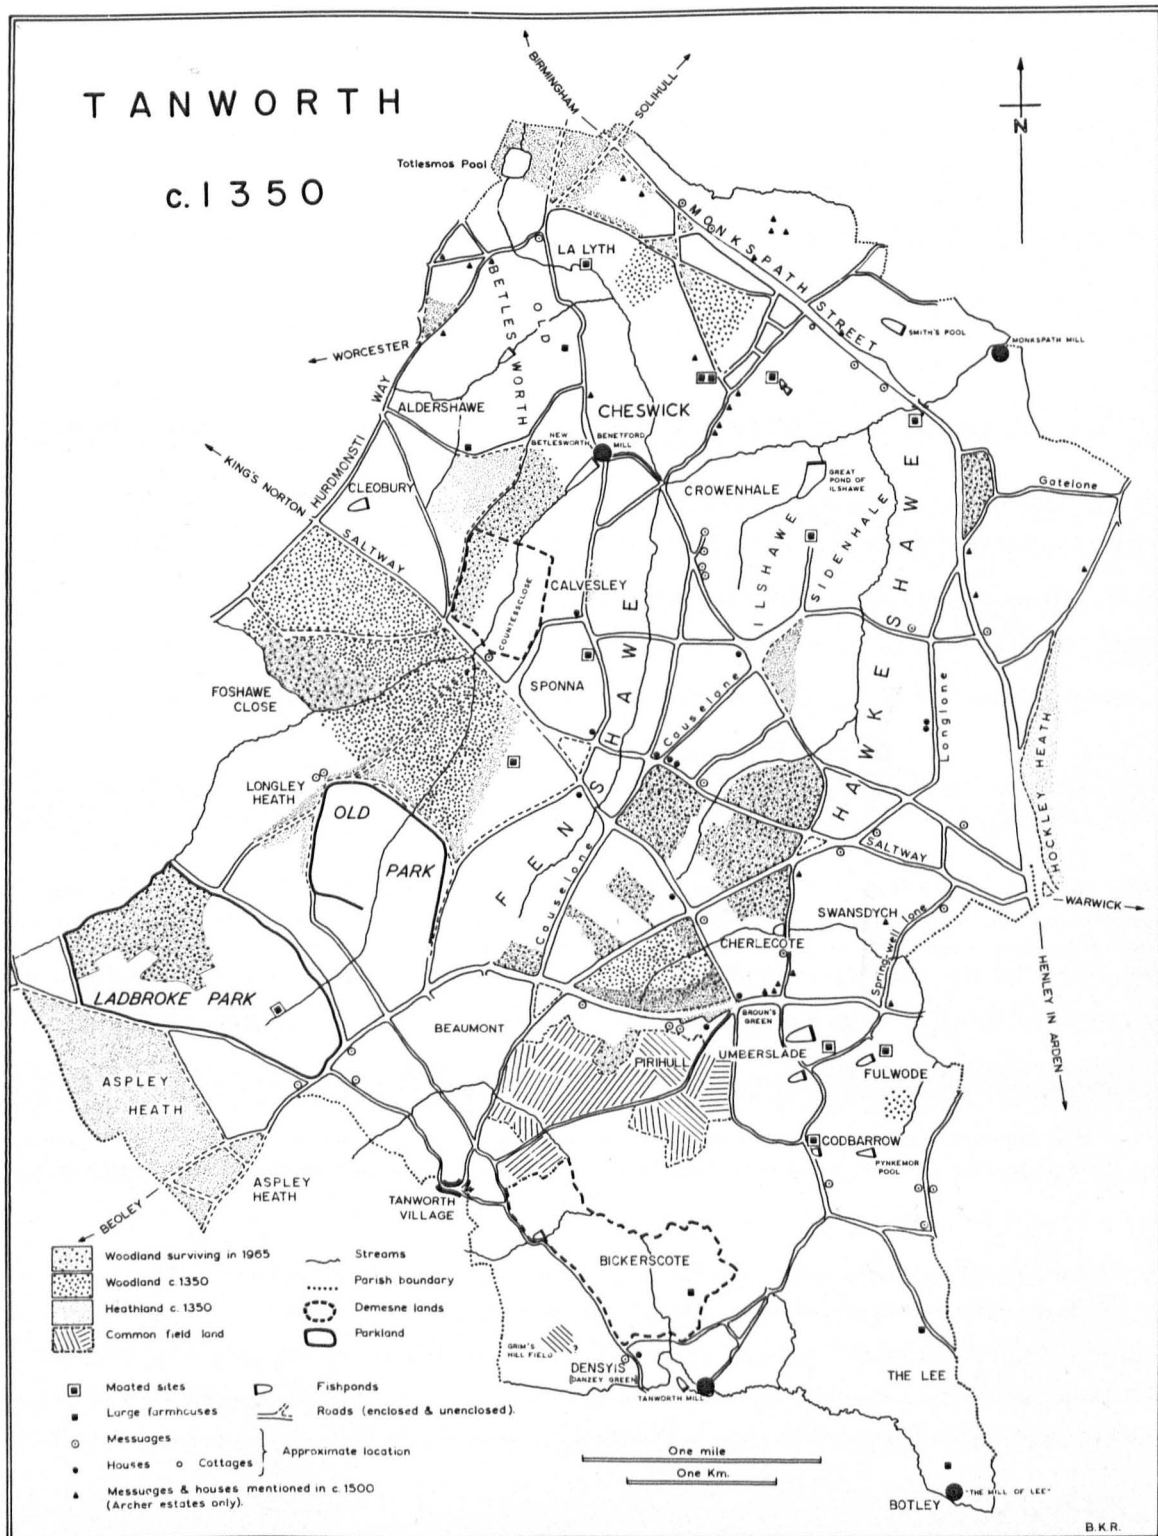 TANWORTH
c.1350
BIRMINGHAM
SOLIHULL
N
Totlesmos Pool
MONKSPATH STREET
LA LYTH
BETLESWORTH
OLD
SMITH'S POOL
MONKSPATH MILL
WORCESTER
HURDMONSTI WAY
ALDERSHAWE
CHESWICK
NEW
BETLESWORTH
BENETFORD
MILL
KING'S NORTON
CLEOBURY
CROWENHALE
GREAT
POND OF
ILSHAWE
Gatelone
SALTWAY
ILSHAWE
SIDENHALE
HAWKESHAWE
COUNTESSCLOSE
CALVESLEY
FENSHAWE
FOSHAWE
CLOSE
SPONNA
Couselone
Longlone
HOCKLEY HEATH
LONGLEY
HEATH
OLD
PARK
Couselone
SALTWAY
WARWICK
SWANSDYCH
Springwell lone
CHERLECOTE
HENLEY IN ARDEN
LADBROKE PARK
BEAUMONT
BROUN'S
GREEN
PIRIHULL
UMBERSLADE
FULWODE
ASPLEY
HEATH
CODBARROW
PYNKEMOR
POOL
ASPLEY
HEATH
TANWORTH
VILLAGE
BEOLEY
BICKERSCOTE
Woodland surviving in 1965
Woodland c.1350
Heathland c.1350
Common field land
Streams
Parish boundary
Demesne lands
Parkland
GRIM'S
HILL FIELD
?
DENSYIS
(DANZEY GREEN)
TANWORTH MILL
THE LEE
Moated sites
Large farmhouses
Messuages
Houses
Cottages
Approximate location
Messuages & houses mentioned in c.1500
(Archer estates only).
Fishponds
Roads (enclosed & unenclosed).
One mile
One Km.
BOTLEY
"THE MILL OF LEE"
B.K.R.